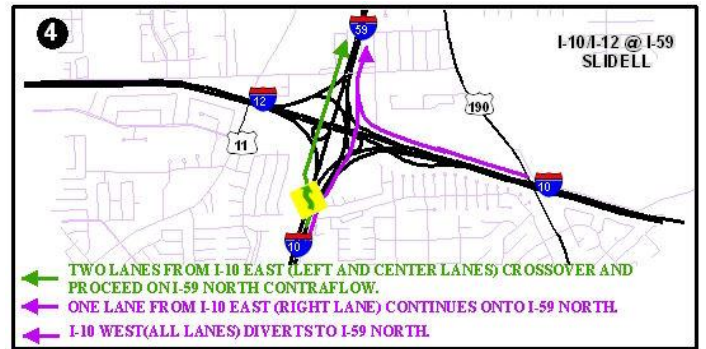 4
59
I-10/I-12 @ I-59
SLIDELL
12
190
11
10
10
TWO LANES FROM I-10 EAST (LEFT AND CENTER LANES) CROSSOVER AND
PROCEED ON I-59 NORTH CONTRAFLOW.
ONE LANE FROM I-10 EAST (RIGHT LANE) CONTINUES ONTO I-59 NORTH.
I-10 WEST(ALL LANES) DIVERTS TO I-59 NORTH.